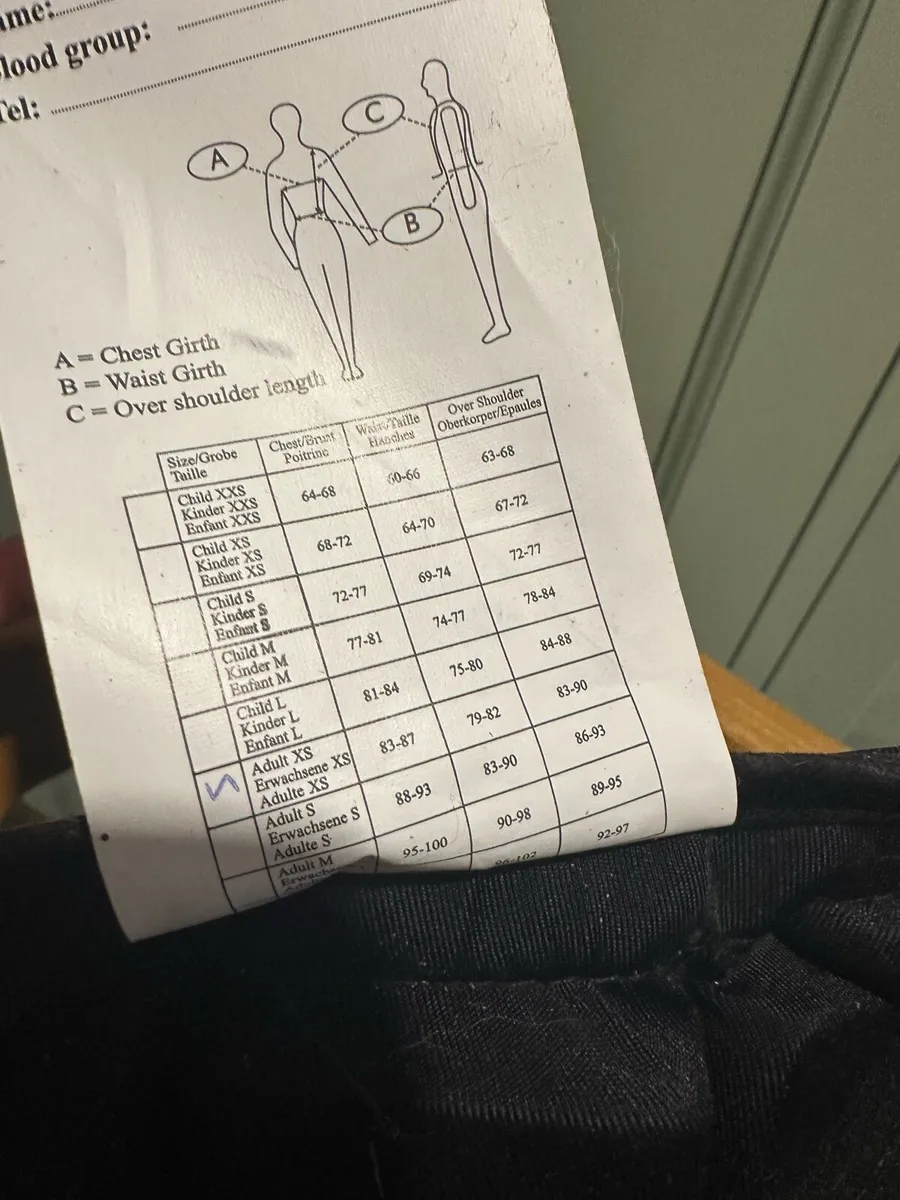 ame:
lood group:
Tel:
A
C
B
A = Chest Girth
B = Waist Girth
C = Over shoulder length
Size/Grobe
Taille
Chest/Brust
Poitrine
Waist/Taille
Hanches
Over Shoulder
Oberkorper/Epaules
Child XXS
Kinder XXS
Enfant XXS
64-68
60-66
63-68
Child XS
Kinder XS
Enfant XS
68-72
64-70
67-72
Child S
Kinder S
Enfant S
72-77
69-74
72-77
Child M
Kinder M
Enfant M
77-81
74-77
78-84
Child L
Kinder L
Enfant L
81-84
75-80
84-88
Adult XS
Erwachsene XS
Adulte XS
83-87
79-82
83-90
Adult S
Erwachsene S
Adulte S
88-93
83-90
86-93
Adult M
95-100
90-98
89-95
96-102
92-97